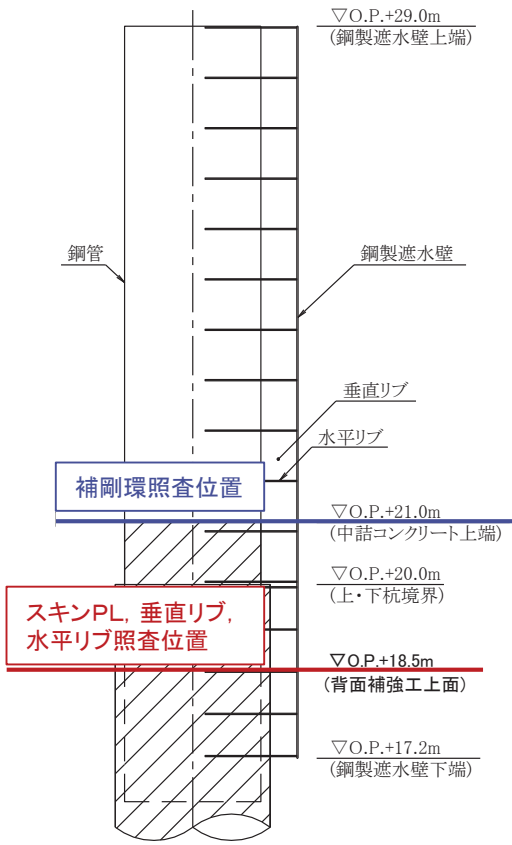 ▽O.P.+29.0m
(鋼製遮水壁上端)
鋼管
鋼製遮水壁
垂直リブ
水平リブ
補剛環照査位置
▽O.P.+21.0m
(中詰コンクリート上端)
▽O.P.+20.0m
(上・下杭境界)
スキンPL, 垂直リブ,
水平リブ照査位置
▽O.P.+18.5m
(背面補強工上面)
▽O.P.+17.2m
(鋼製遮水壁下端)